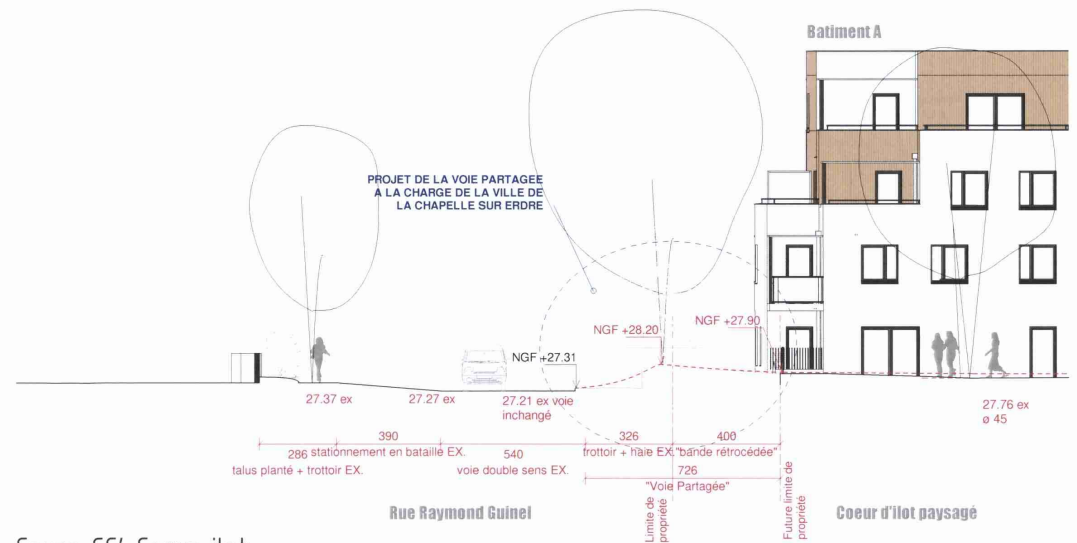 Batiment A
PROJET DE LA VOIE PARTAGEE
A LA CHARGE DE LA VILLE DE
LA CHAPELLE SUR ERDRE
NGF +28.20
NGF +27.90
NGF +27.31
27.37 ex
27.27 ex
27.21 ex voie
inchangé
27.76 ex
ø 45
390
326
400
286
stationnement en bataille EX.
540
trottoir + haie EX.
"bande rétrocédée"
talus planté + trottoir EX.
voie double sens EX.
726
"Voie Partagée"
Limite de
propriété
Future limite de
propriété
Rue Raymond Guinel
Coeur d'ilot paysagé